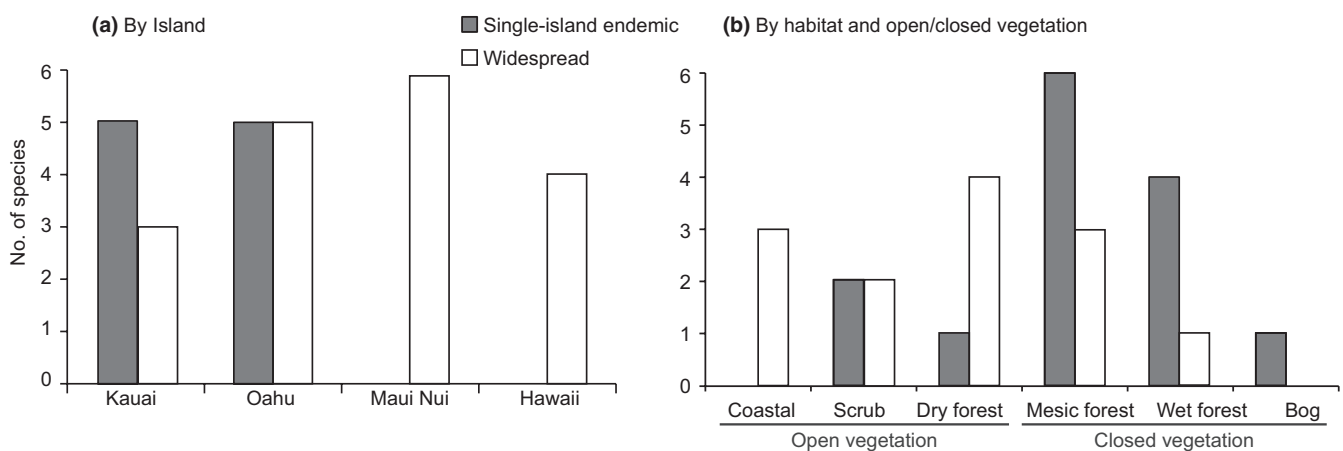 (a) By Island
Single-island endemic
Widespread
No. of species
6
5
4
3
2
1
0
Kauai Oahu Maui Nui Hawaii
(b) By habitat and open/closed vegetation
6
5
4
3
2
1
0
Coastal Scrub Dry forest Mesic forest Wet forest Bog
Open vegetation Closed vegetation